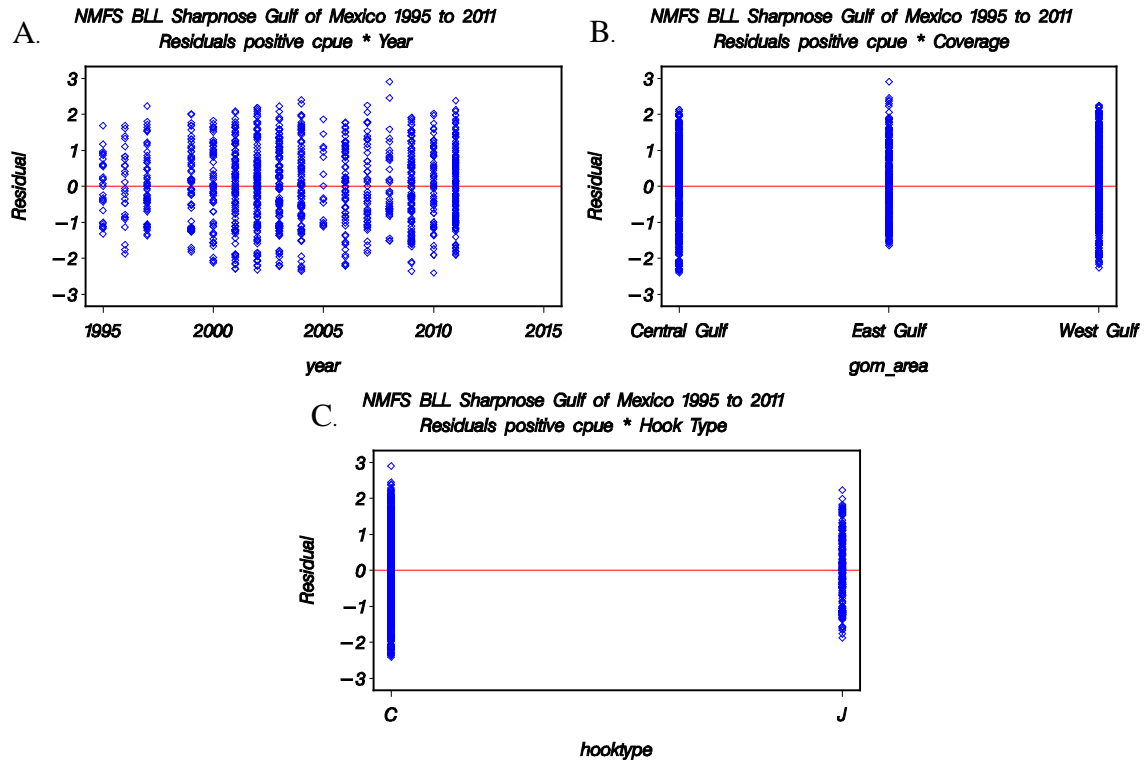 A.
NMFS BLL Sharpnose Gulf of Mexico 1995 to 2011
Residuals positive cpue * Year
3
2
1
0
−1
−2
−3
Residual
1995 2000 2005 2010 2015
year
B.
NMFS BLL Sharpnose Gulf of Mexico 1995 to 2011
Residuals positive cpue * Coverage
3
2
1
0
−1
−2
−3
Residual
Central Gulf East Gulf West Gulf
gom_area
C.
NMFS BLL Sharpnose Gulf of Mexico 1995 to 2011
Residuals positive cpue * Hook Type
3
2
1
0
−1
−2
−3
Residual
C J
hooktype